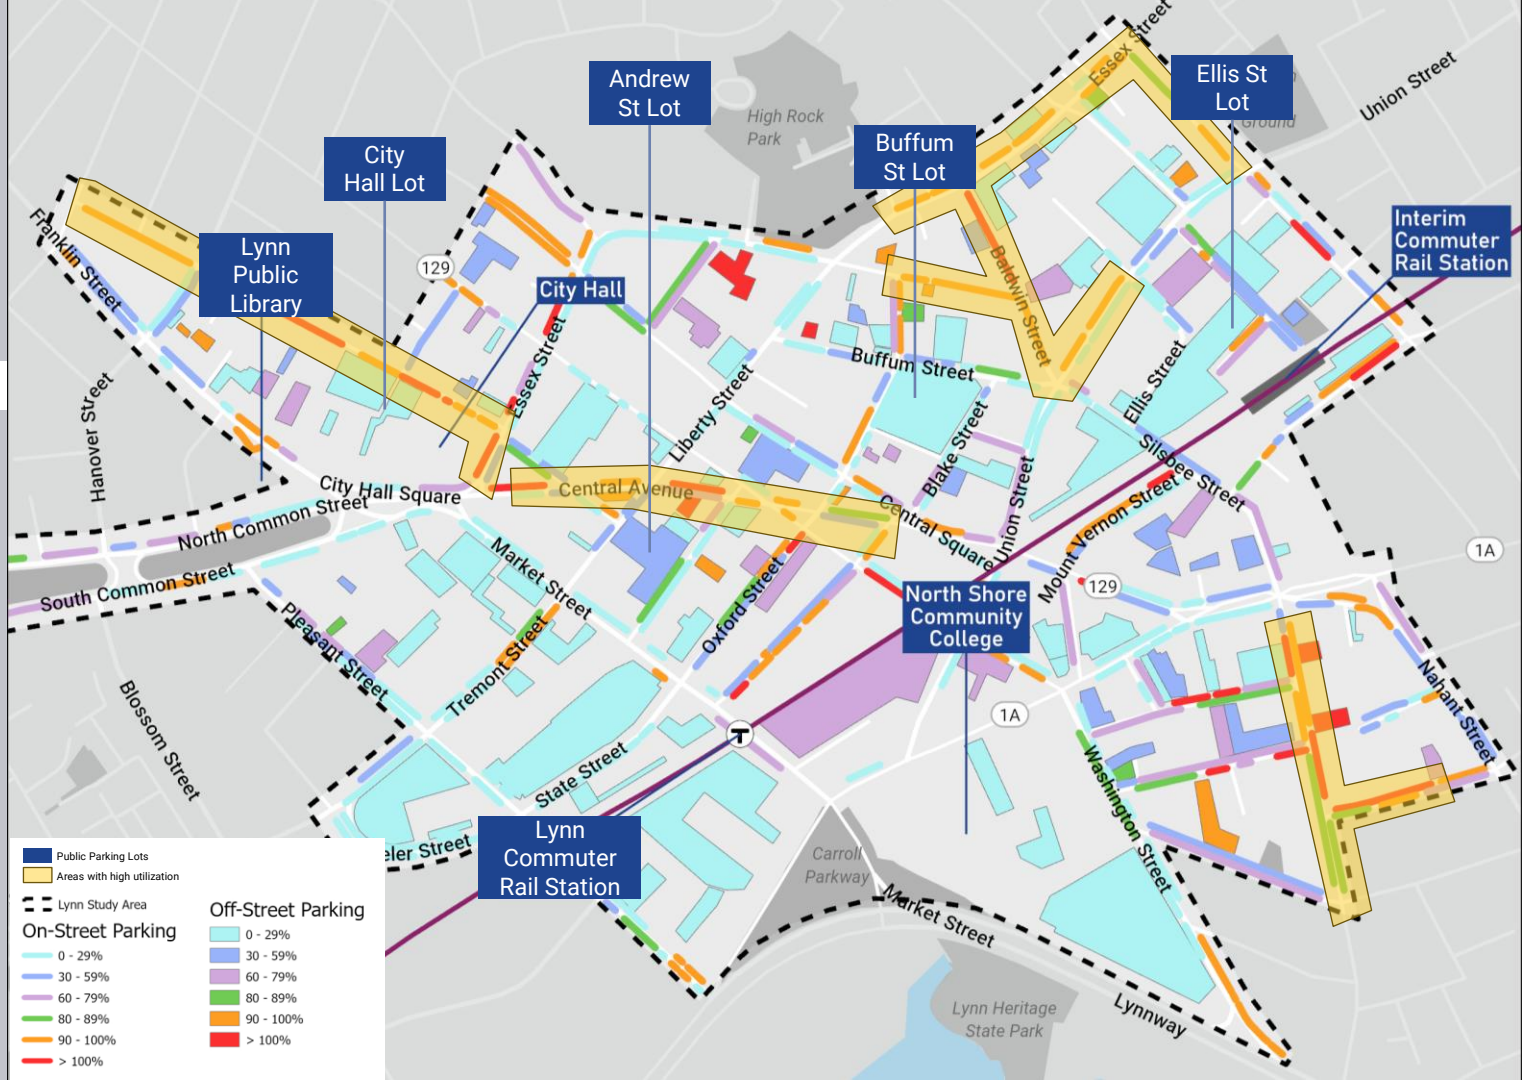 Essex Street
Union Street
Andrew
St Lot
Ellis St
Lot
Ground
High Rock
Park
City
Hall Lot
Buffum
St Lot
Franklin Street
Lynn
Public
Library
129
City Hall
Interim
Commuter
Rail Station
Baldwin Street
Essex Street
Buffum Street
Ellis Street
Liberty Street
Hanover Street
Blake Street
Silsbee Street
City Hall Square
Central Avenue
North Common Street
Central Square
Union Street
Mount Vernon Street
1A
South Common Street
Market Street
129
Oxford Street
North Shore
Community
College
Pleasant Street
Tremont Street
Nahant Street
Blossom Street
1A
T
State Street
Washington Street
Lynn
Commuter
Rail Station
eler Street
Carroll
Parkway
Market Street
Lynn Heritage
State Park
Lynnway
Public Parking Lots
Areas with high utilization
Lynn Study Area
On-Street Parking
0 - 29%
30 - 59%
60 - 79%
80 - 89%
90 - 100%
> 100%
Off-Street Parking
0 - 29%
30 - 59%
60 - 79%
80 - 89%
90 - 100%
> 100%